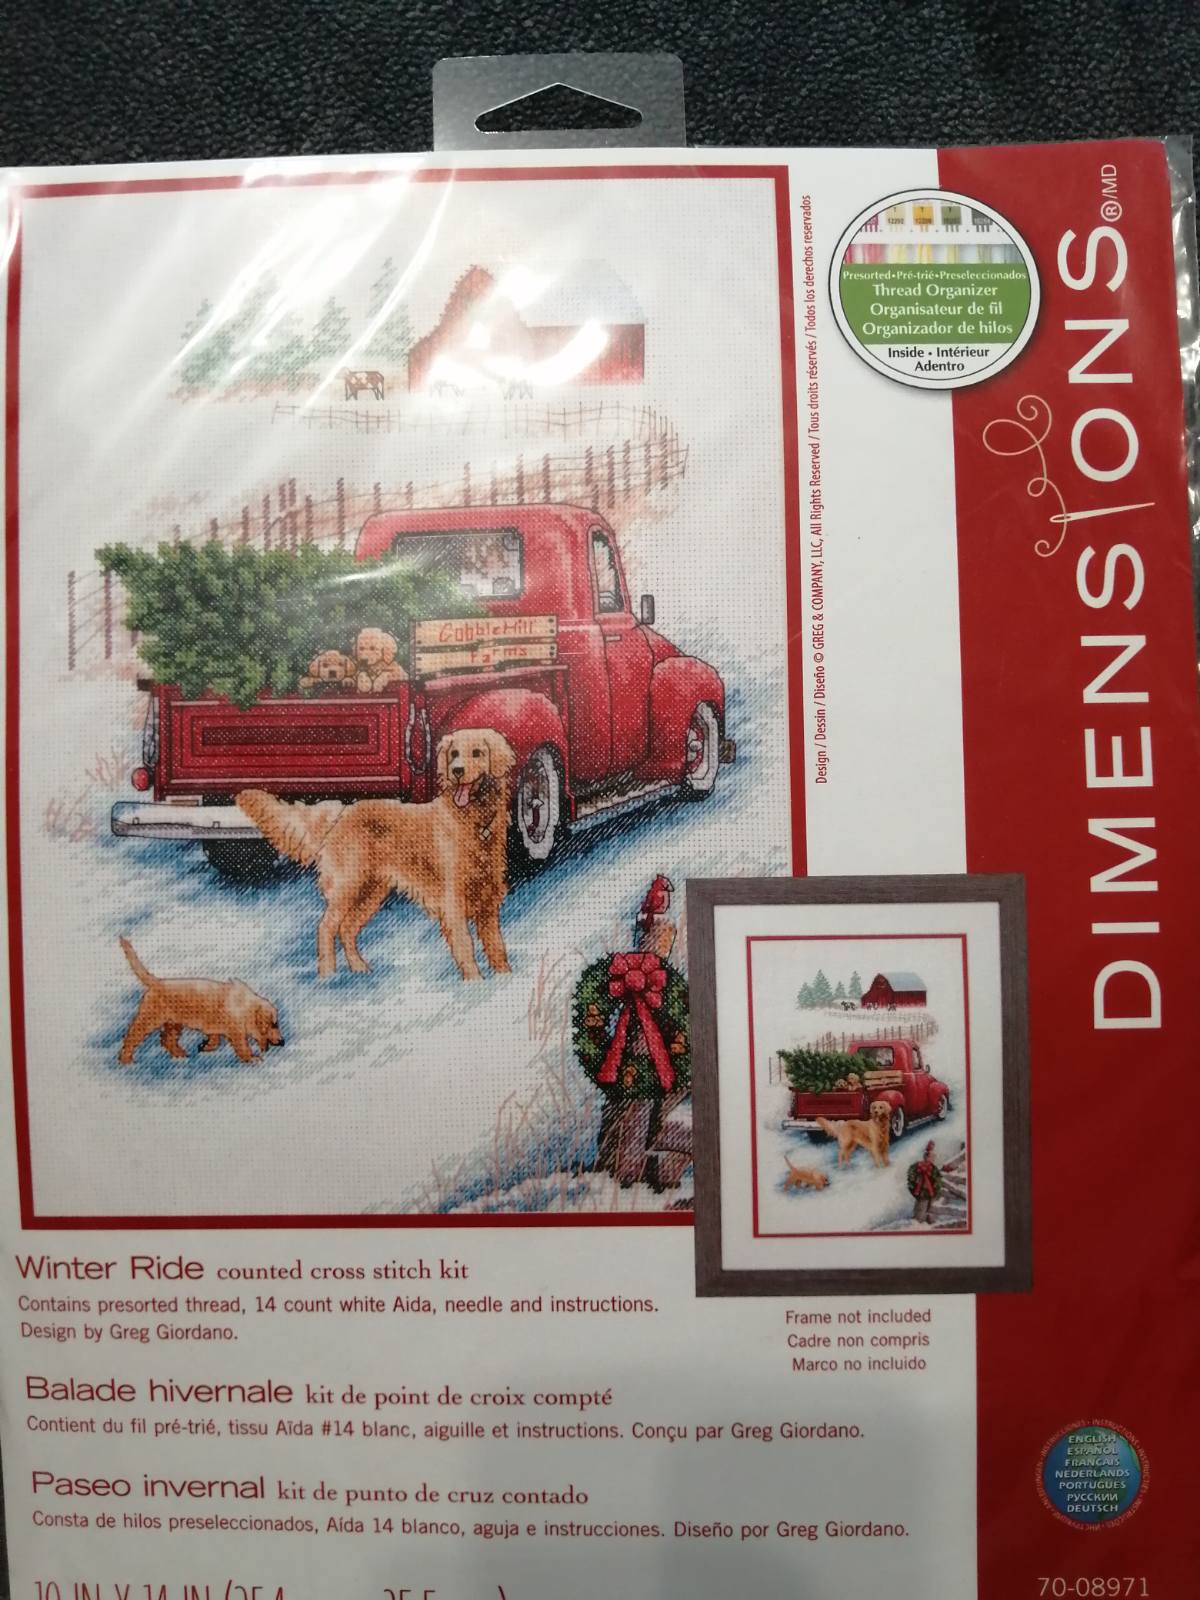 DIMENSIONS®/MD
Presorted•Pré-trié•Preseleccionados
Thread Organizer
Organisateur de fil
Organizador de hilos
Inside • Intérieur
Adentro
Design / Dessin / Diseño © GREG & COMPANY, LLC, All Rights Reserved / Tous droits réservés / Todos los derechos reservados
CobbleHill
Farms
Winter Ride counted cross stitch kit
Contains presorted thread, 14 count white Aida, needle and instructions.
Design by Greg Giordano.
Frame not included
Cadre non compris
Marco no incluido
Balade hivernale kit de point de croix compté
Contient du fil pré-trié, tissu Aïda #14 blanc, aiguille et instructions. Conçu par Greg Giordano.
Paseo invernal kit de punto de cruz contado
Consta de hilos preseleccionados, Aída 14 blanco, aguja e instrucciones. Diseño por Greg Giordano.
ENGLISH
ESPAÑOL
FRANÇAIS
NEDERLANDS
PORTUGUÊS
РУССКИЙ
DEUTSCH
10 IN X 14 IN
70-08971